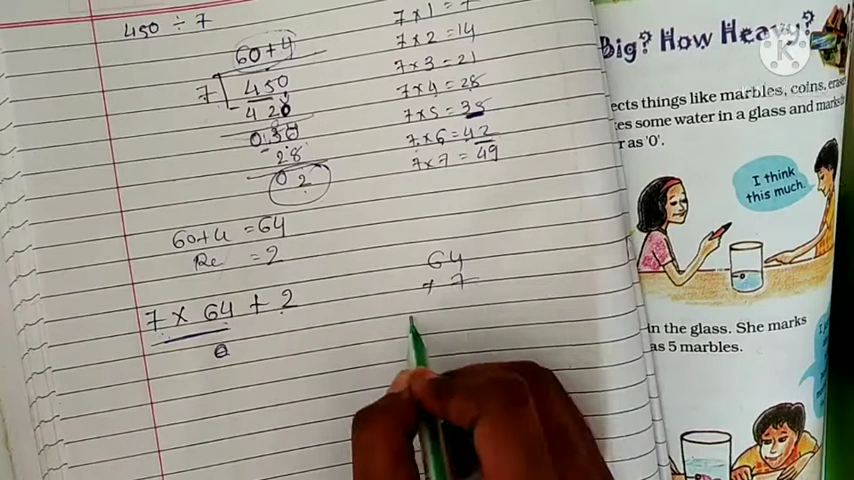 450 ÷ 7
60+4
7 450
- 420
030
- 28
02
60+4 = 64
Re = 2
7 × 64 + 2
7×1 = 7
7×2 = 14
7×3 = 21
7×4 = 28
7×5 = 35
7×6 = 42
7×7 = 49
64
× 7
Big? How Heavy?
K
ects things like marbles, coins, erase
kes some water in a glass and marks
r as '0'.
I think
this much.
in the glass. She marks
as 5 marblel.